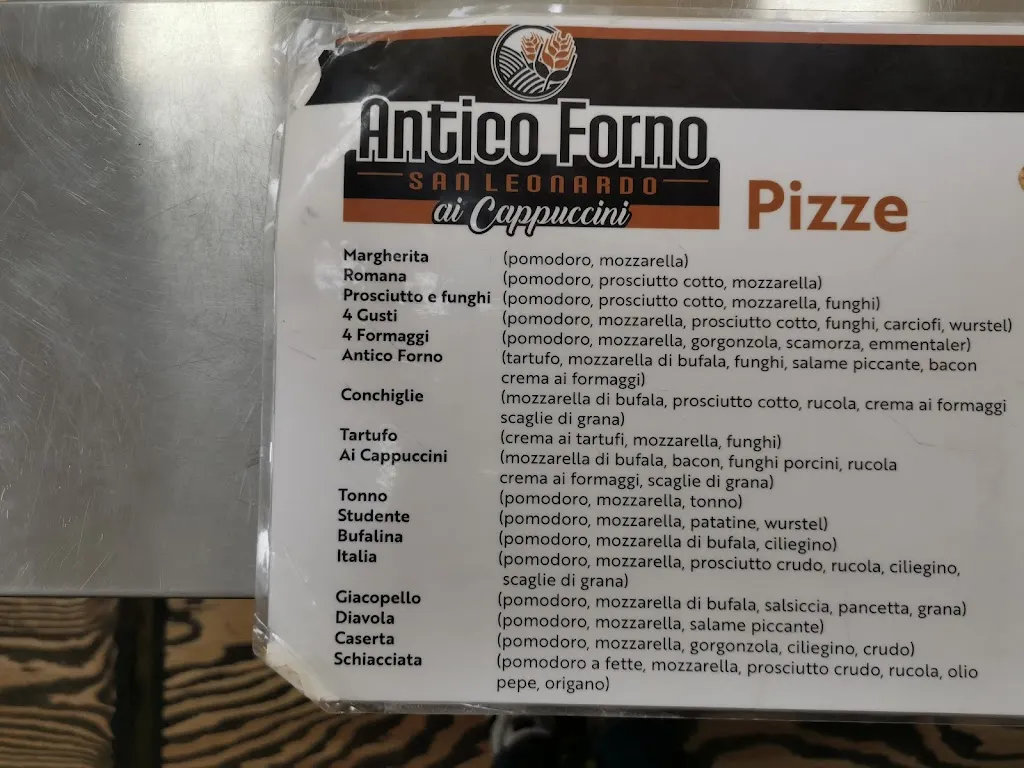 Antico Forno
SAN LEONARDO
ai Cappuccini
Pizze
Margherita (pomodoro, mozzarella)
Romana (pomodoro, prosciutto cotto, mozzarella)
Prosciutto e funghi (pomodoro, prosciutto cotto, mozzarella, funghi)
4 Gusti (pomodoro, mozzarella, prosciutto cotto, funghi, carciofi, wurstel)
4 Formaggi (pomodoro, mozzarella, gorgonzola, scamorza, emmentaler)
Antico Forno (tartufo, mozzarella di bufala, funghi, salame piccante, bacon
crema ai formaggi)
Conchiglie (mozzarella di bufala, prosciutto cotto, rucola, crema ai formaggi
scaglie di grana)
Tartufo (crema ai tartufi, mozzarella, funghi)
Ai Cappuccini (mozzarella di bufala, bacon, funghi porcini, rucola
crema ai formaggi, scaglie di grana)
Tonno (pomodoro, mozzarella, tonno)
Studente (pomodoro, mozzarella, patatine, wurstel)
Bufalina (pomodoro, mozzarella di bufala, ciliegino)
Italia (pomodoro, mozzarella, prosciutto crudo, rucola, ciliegino,
scaglie di grana)
Giacopello (pomodoro, mozzarella di bufala, salsiccia, pancetta, grana)
Diavola (pomodoro, mozzarella, salame piccante)
Caserta (pomodoro, mozzarella, gorgonzola, ciliegino, crudo)
Schiacciata (pomodoro a fette, mozzarella, prosciutto crudo, rucola, olio
pepe, origano)